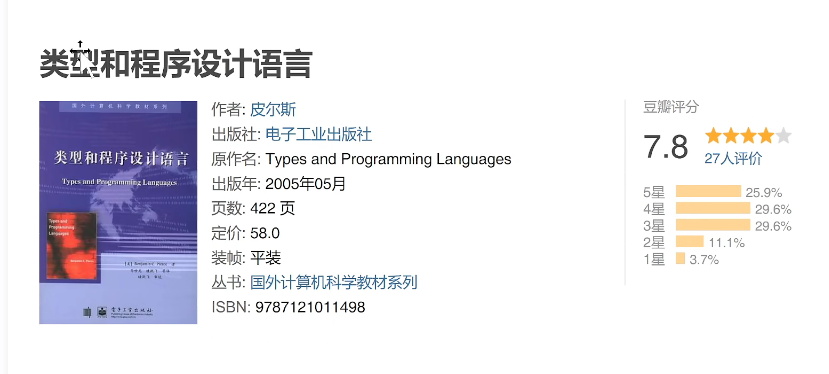 类型和程序设计语言
国外计算机科学教材系列
类型和程序设计语言
Types and Programming Languages
Types and
Programming
Languages
电子工业出版社
作者: 皮尔斯
出版社: 电子工业出版社
原作名: Types and Programming Languages
出版年: 2005年05月
页数: 422 页
定价: 58.0
装帧: 平装
丛书: 国外计算机科学教材系列
ISBN: 9787121011498
豆瓣评分
7.8
27人评价
5星 25.9%
4星 29.6%
3星 29.6%
2星 11.1%
1星 3.7%